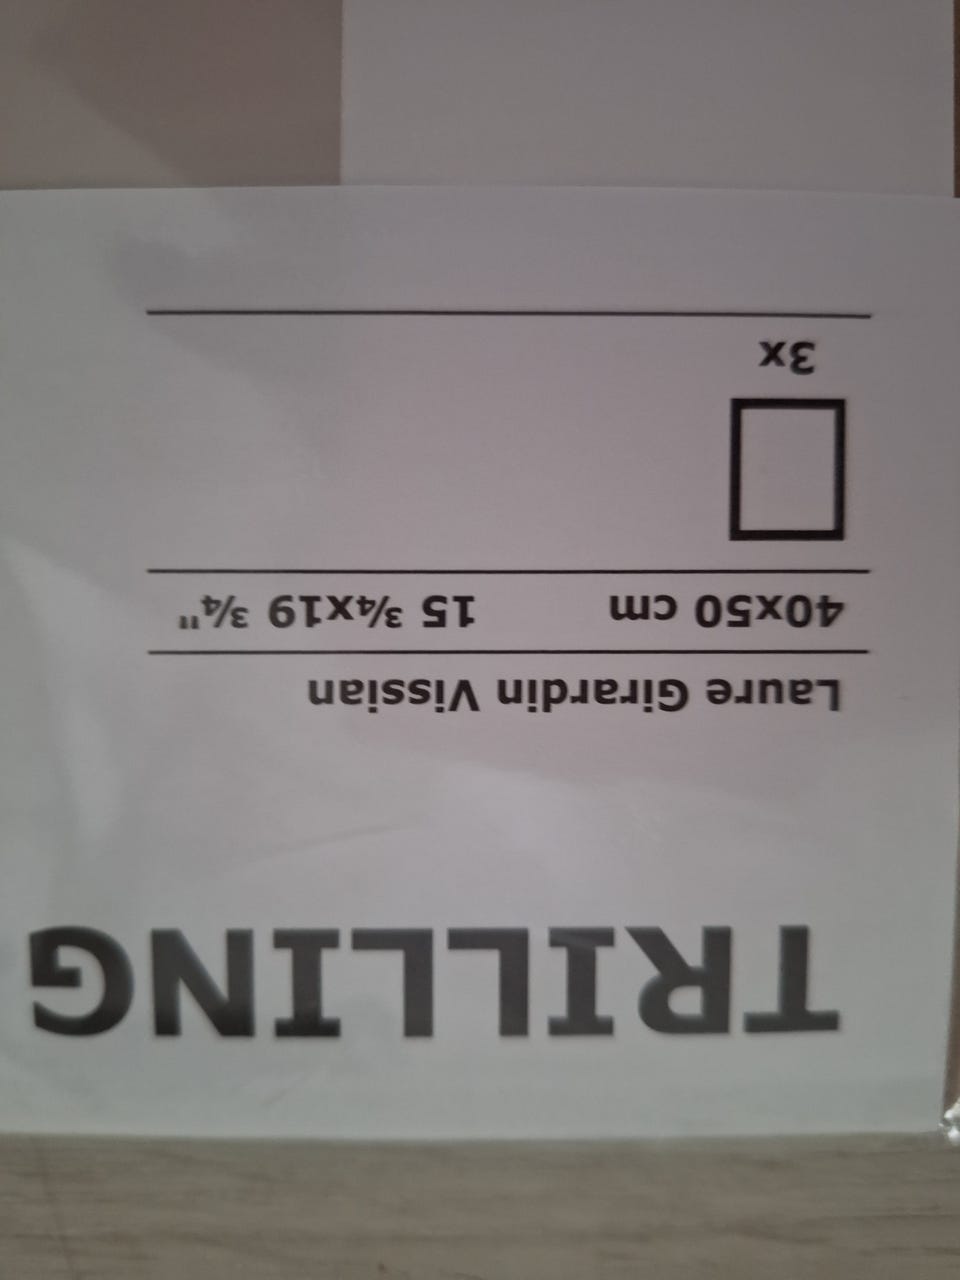 TRILLING
Laure Girardin Vissian
40x50 cm 15 ¾x19 ¾"
3x